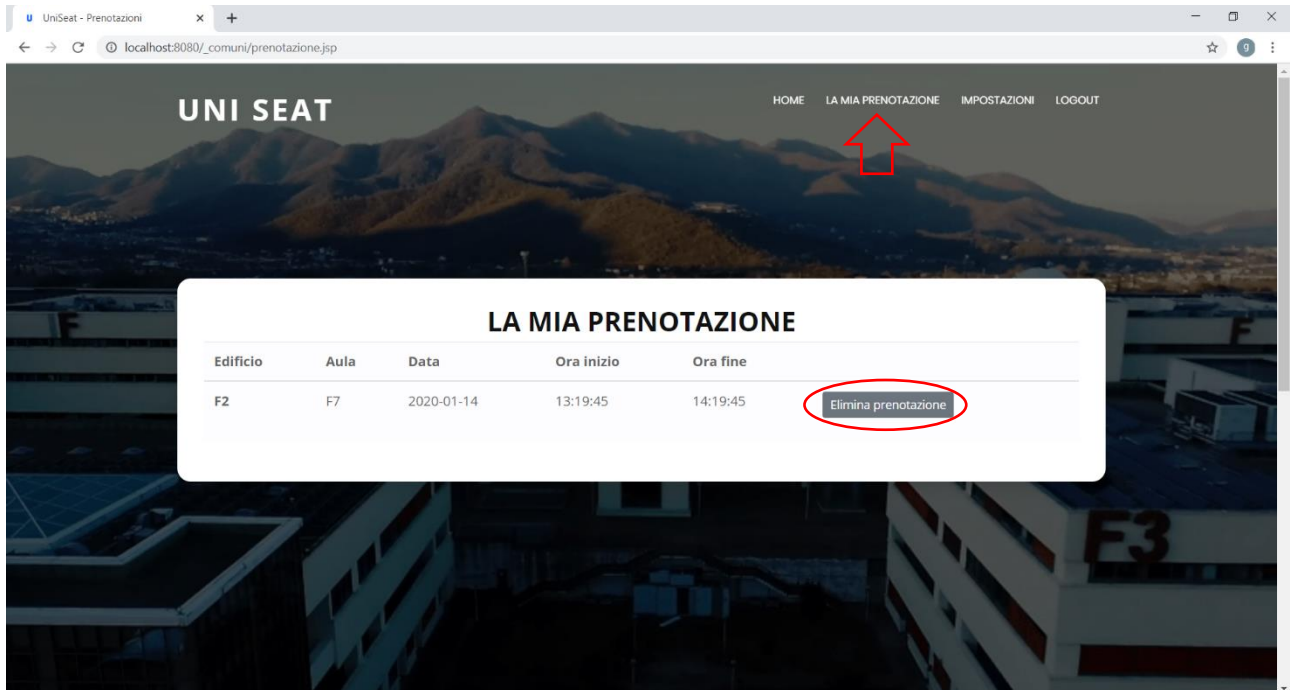 U UniSeat - Prenotazioni
localhost:8080/_comuni/prenotazione.jsp
g
UNI SEAT
HOME LA MIA PRENOTAZIONE IMPOSTAZIONI LOGOUT
F
F
LA MIA PRENOTAZIONE
Edificio Aula Data Ora inizio Ora fine
F2 F7 2020-01-14 13:19:45 14:19:45 Elimina prenotazione
F3